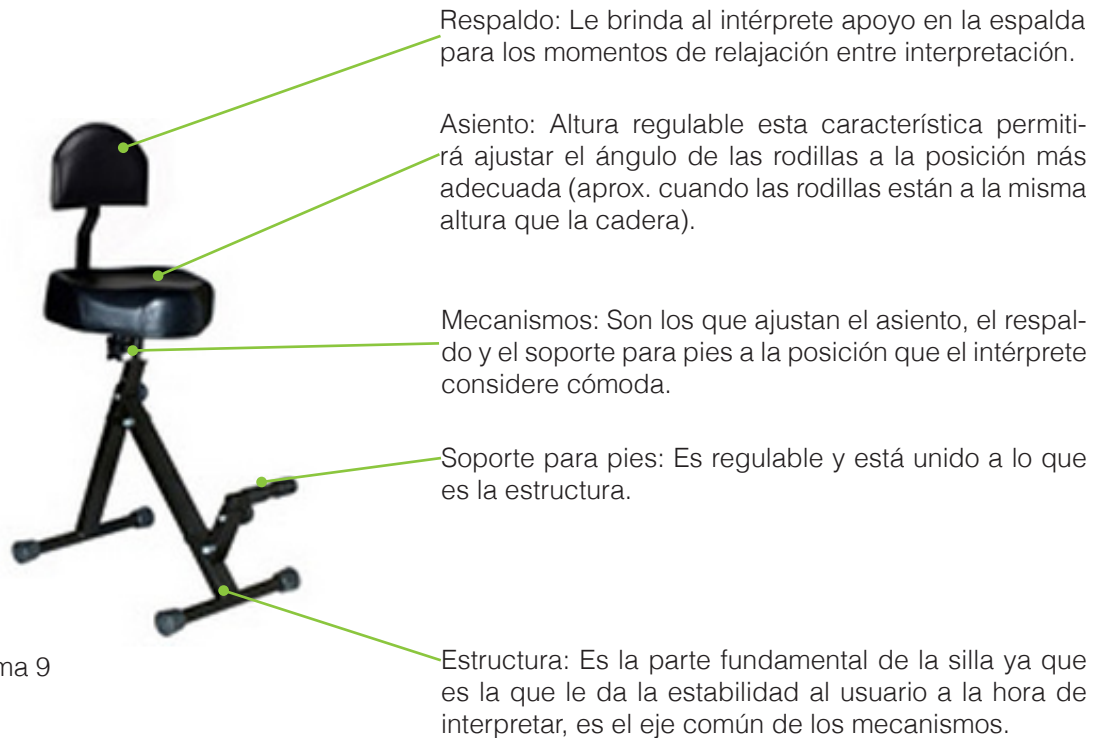 Respaldo: Le brinda al intérprete apoyo en la espalda
para los momentos de relajación entre interpretación.
Asiento: Altura regulable esta característica permiti-
rá ajustar el ángulo de las rodillas a la posición más
adecuada (aprox. cuando las rodillas están a la misma
altura que la cadera).
Mecanismos: Son los que ajustan el asiento, el respal-
do y el soporte para pies a la posición que el intérprete
considere cómoda.
Soporte para pies: Es regulable y está unido a lo que
es la estructura.
ma 9
Estructura: Es la parte fundamental de la silla ya que
es la que le da la estabilidad al usuario a la hora de
interpretar, es el eje común de los mecanismos.